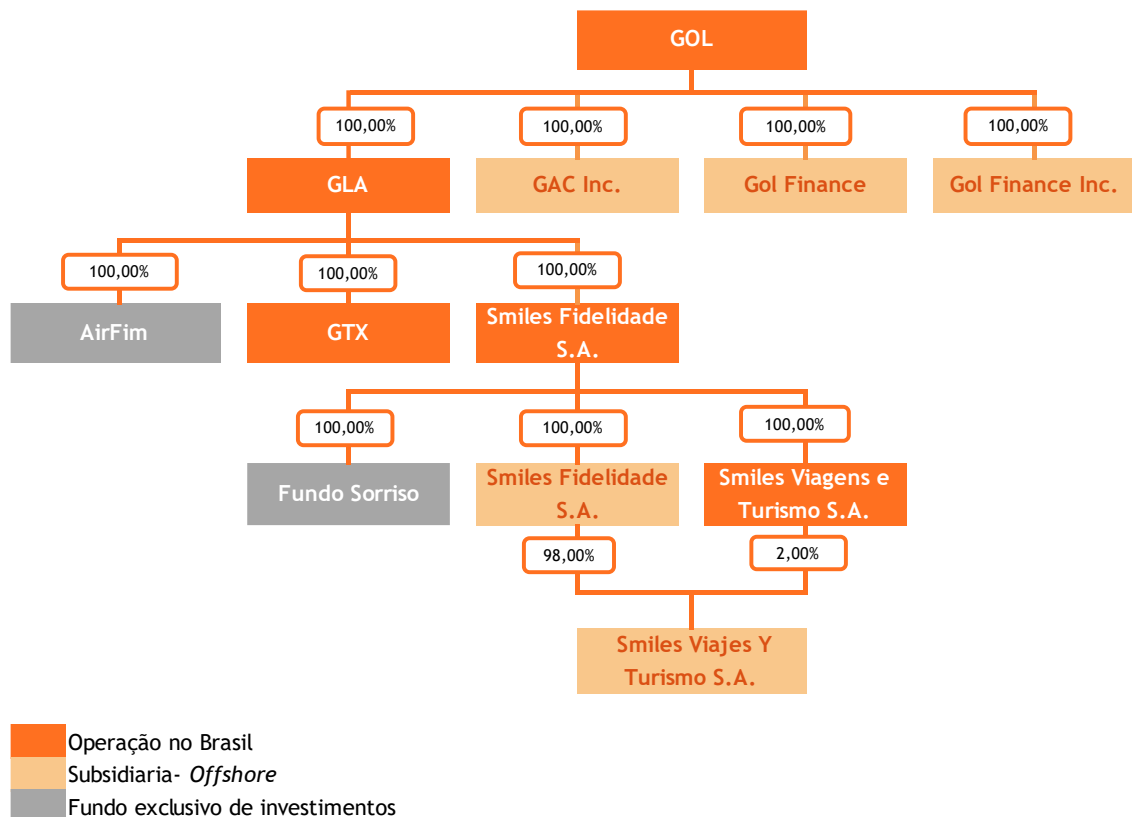 GOL
100,00%
100,00%
100,00%
100,00%
GLA
GAC Inc.
Gol Finance
Gol Finance Inc.
100,00%
100,00%
100,00%
AirFim
GTX
Smiles Fidelidade
S.A.
100,00%
100,00%
100,00%
Fundo Sorriso
Smiles Fidelidade
S.A.
Smiles Viagens e
Turismo S.A.
98,00%
2,00%
Smiles Viajes Y
Turismo S.A.
Operação no Brasil
Subsidiaria- Offshore
Fundo exclusivo de investimentos